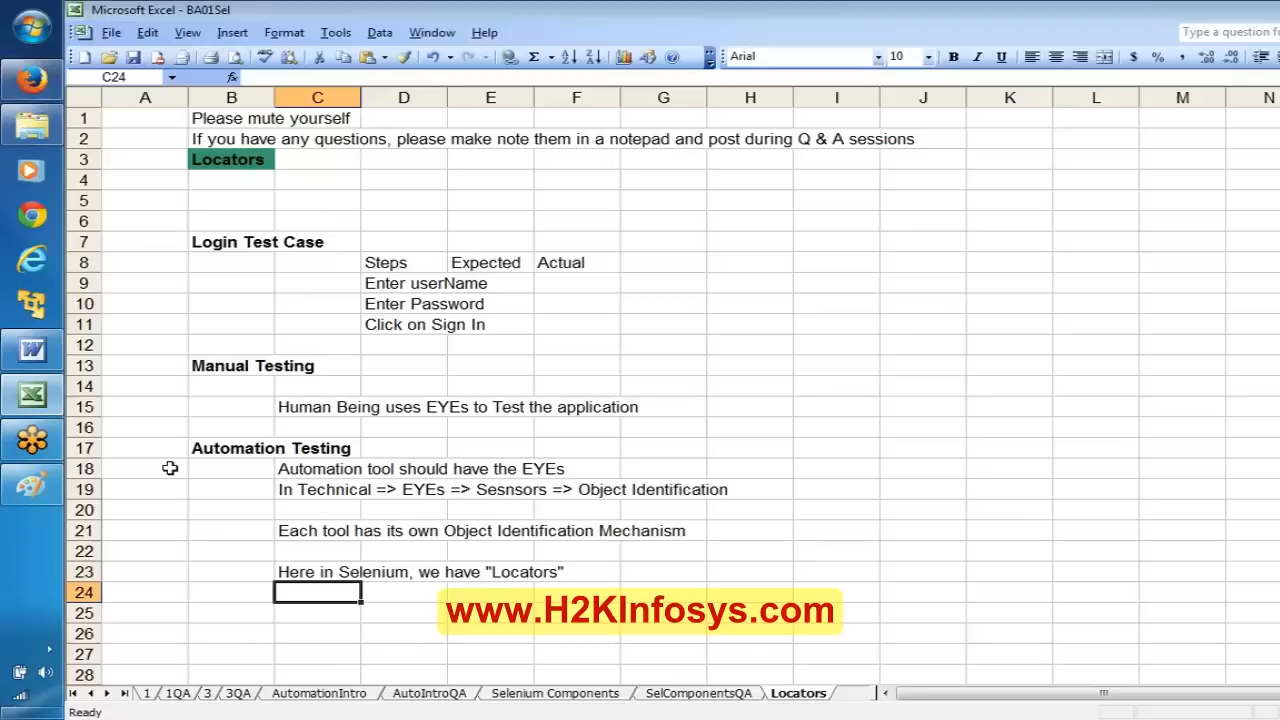 Microsoft Excel - BA01Sel
File Edit View Insert Format Tools Data Window Help
Type a question fo
Arial 10 B I U $ %
C24 fx
A B C D E F G H I J K L M N
1 Please mute yourself
2 If you have any questions, please make note them in a notepad and post during Q & A sessions
3 Locators
4
5
6
7 Login Test Case
8 Steps Expected Actual
9 Enter userName
10 Enter Password
11 Click on Sign In
12
13 Manual Testing
14
15 Human Being uses EYEs to Test the application
16
17 Automation Testing
18 Automation tool should have the EYEs
19 In Technical => EYEs => Sesnsors => Object Identification
20
21 Each tool has its own Object Identification Mechanism
22
23 Here in Selenium, we have "Locators"
24
www.H2KInfosys.com
25
26
27
28
1 1QA 3 3QA AutomationIntro AutoIntroQA Selenium Components SelComponentsQA Locators
Ready